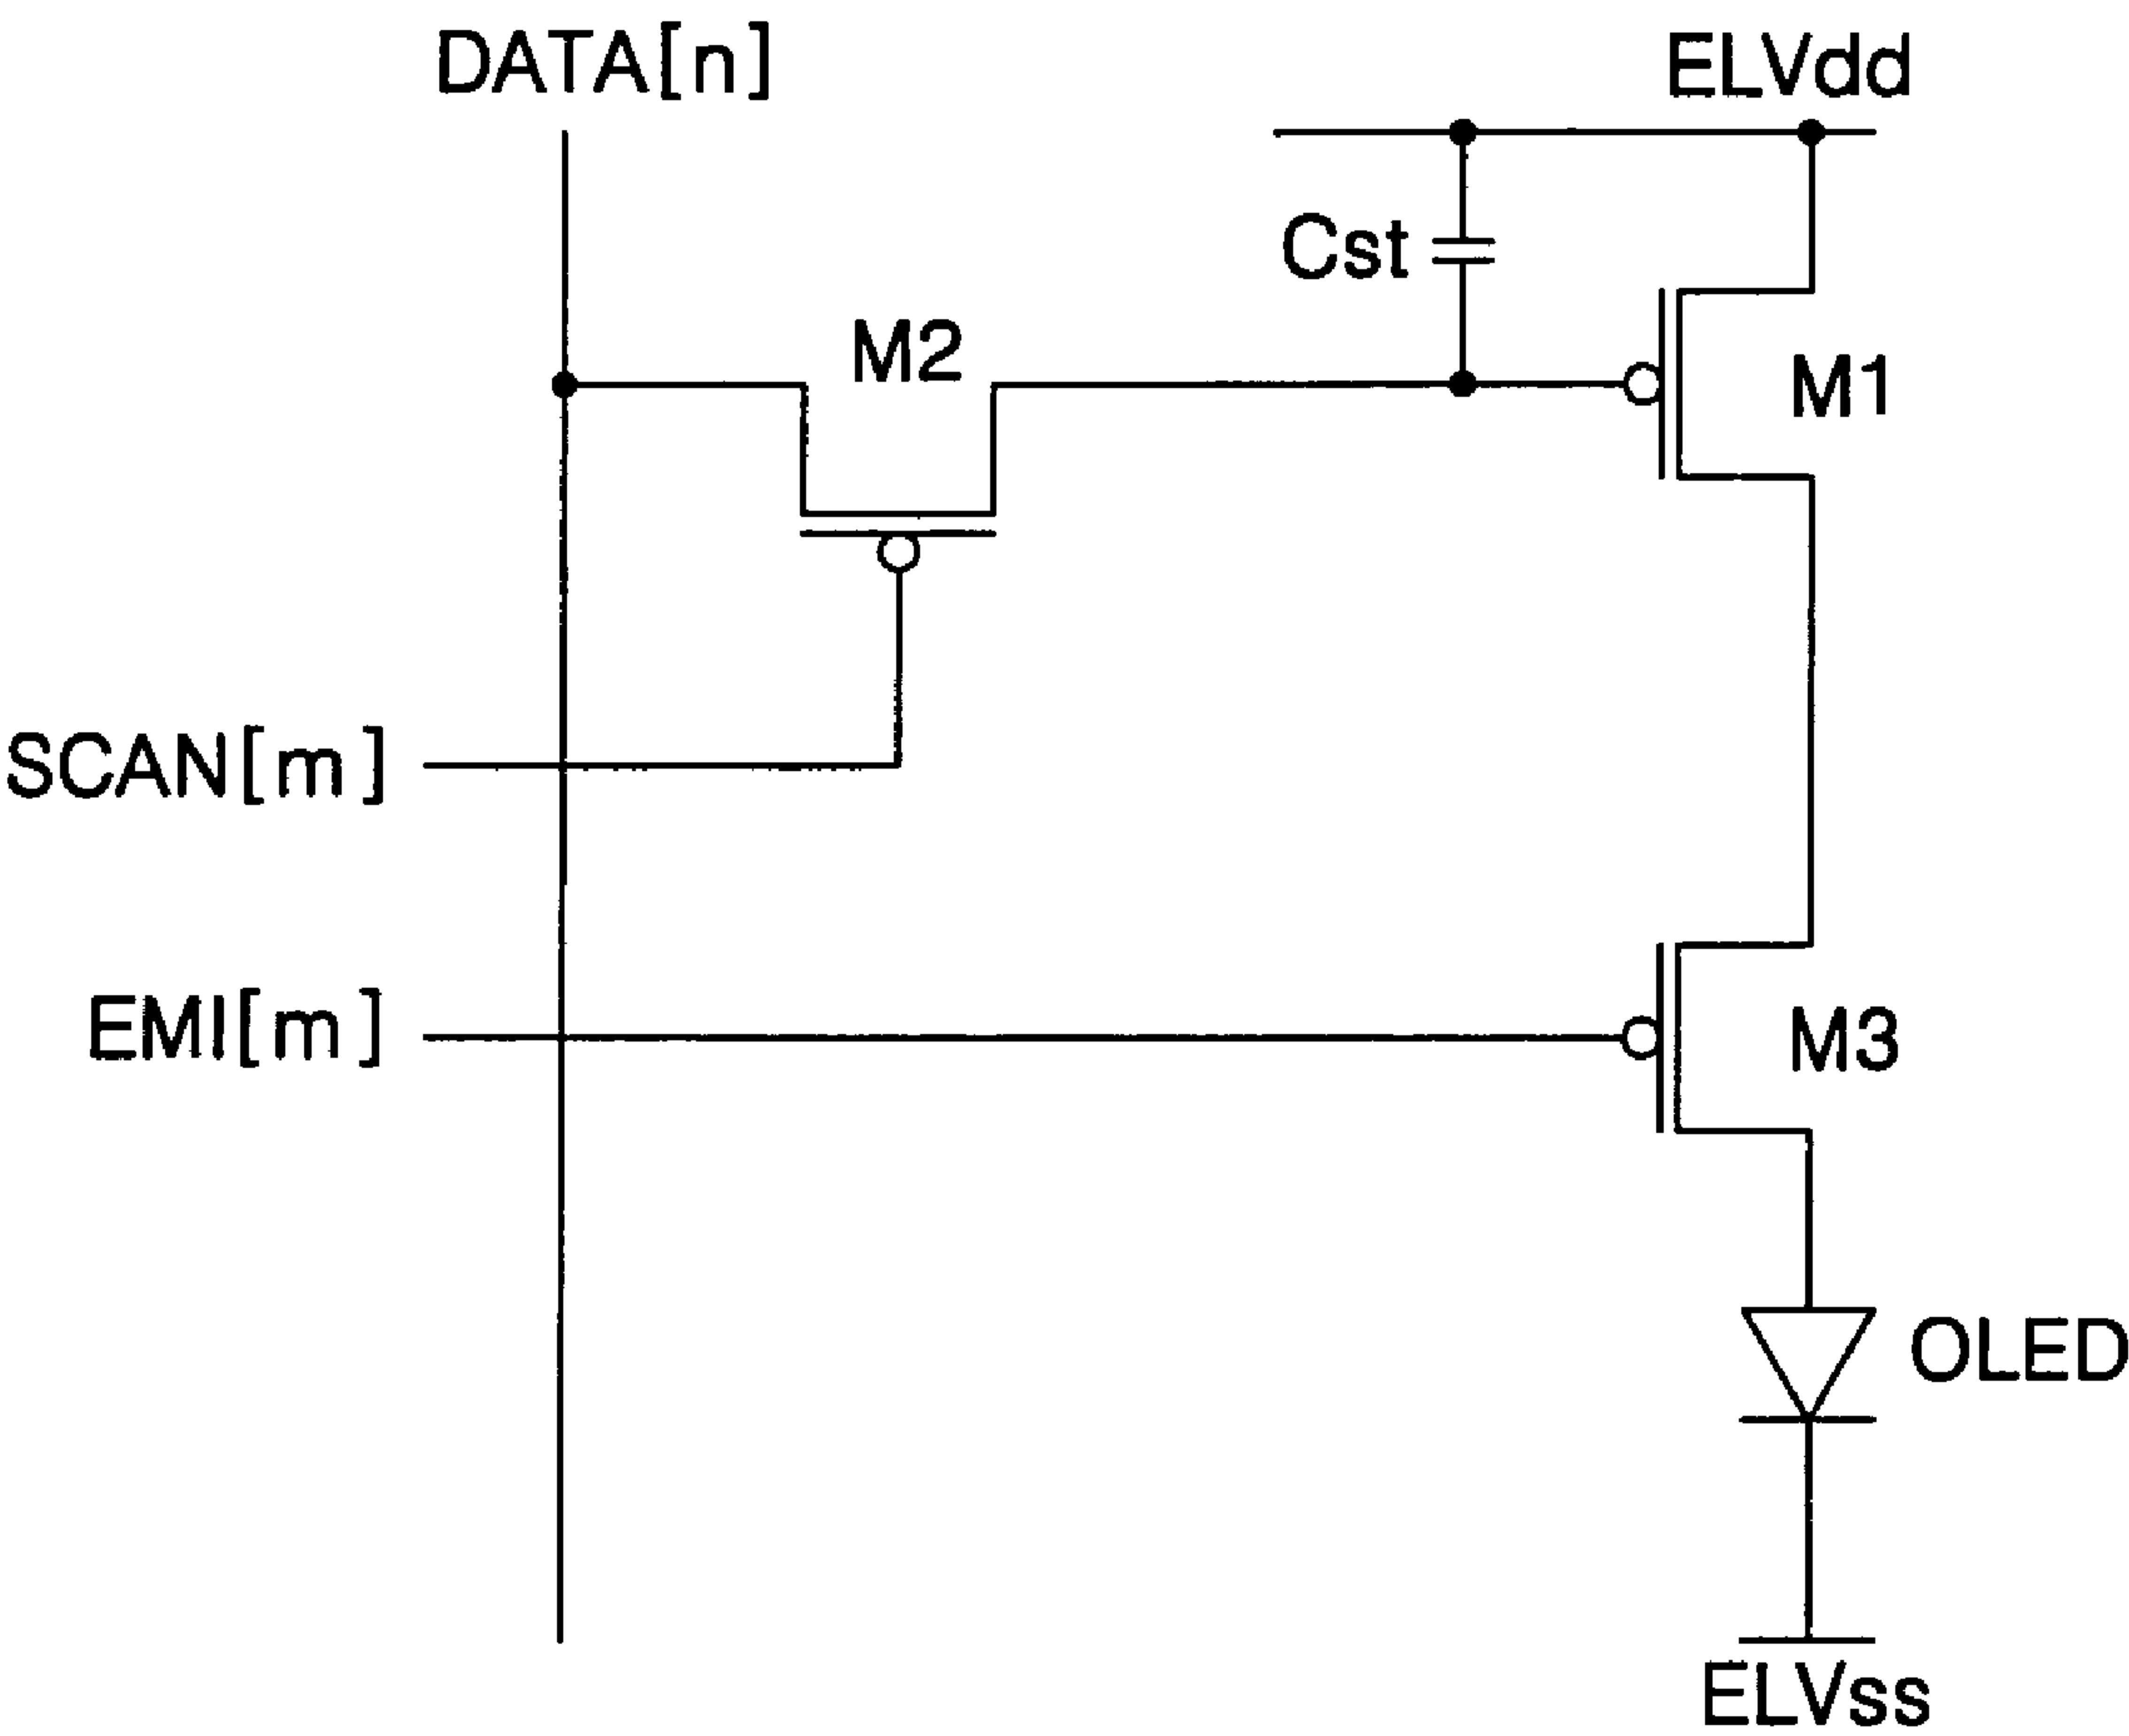 DATA[n]
ELVdd
Cst
M2
M1
SCAN[m]
EMI[m]
M3
OLED
ELVss